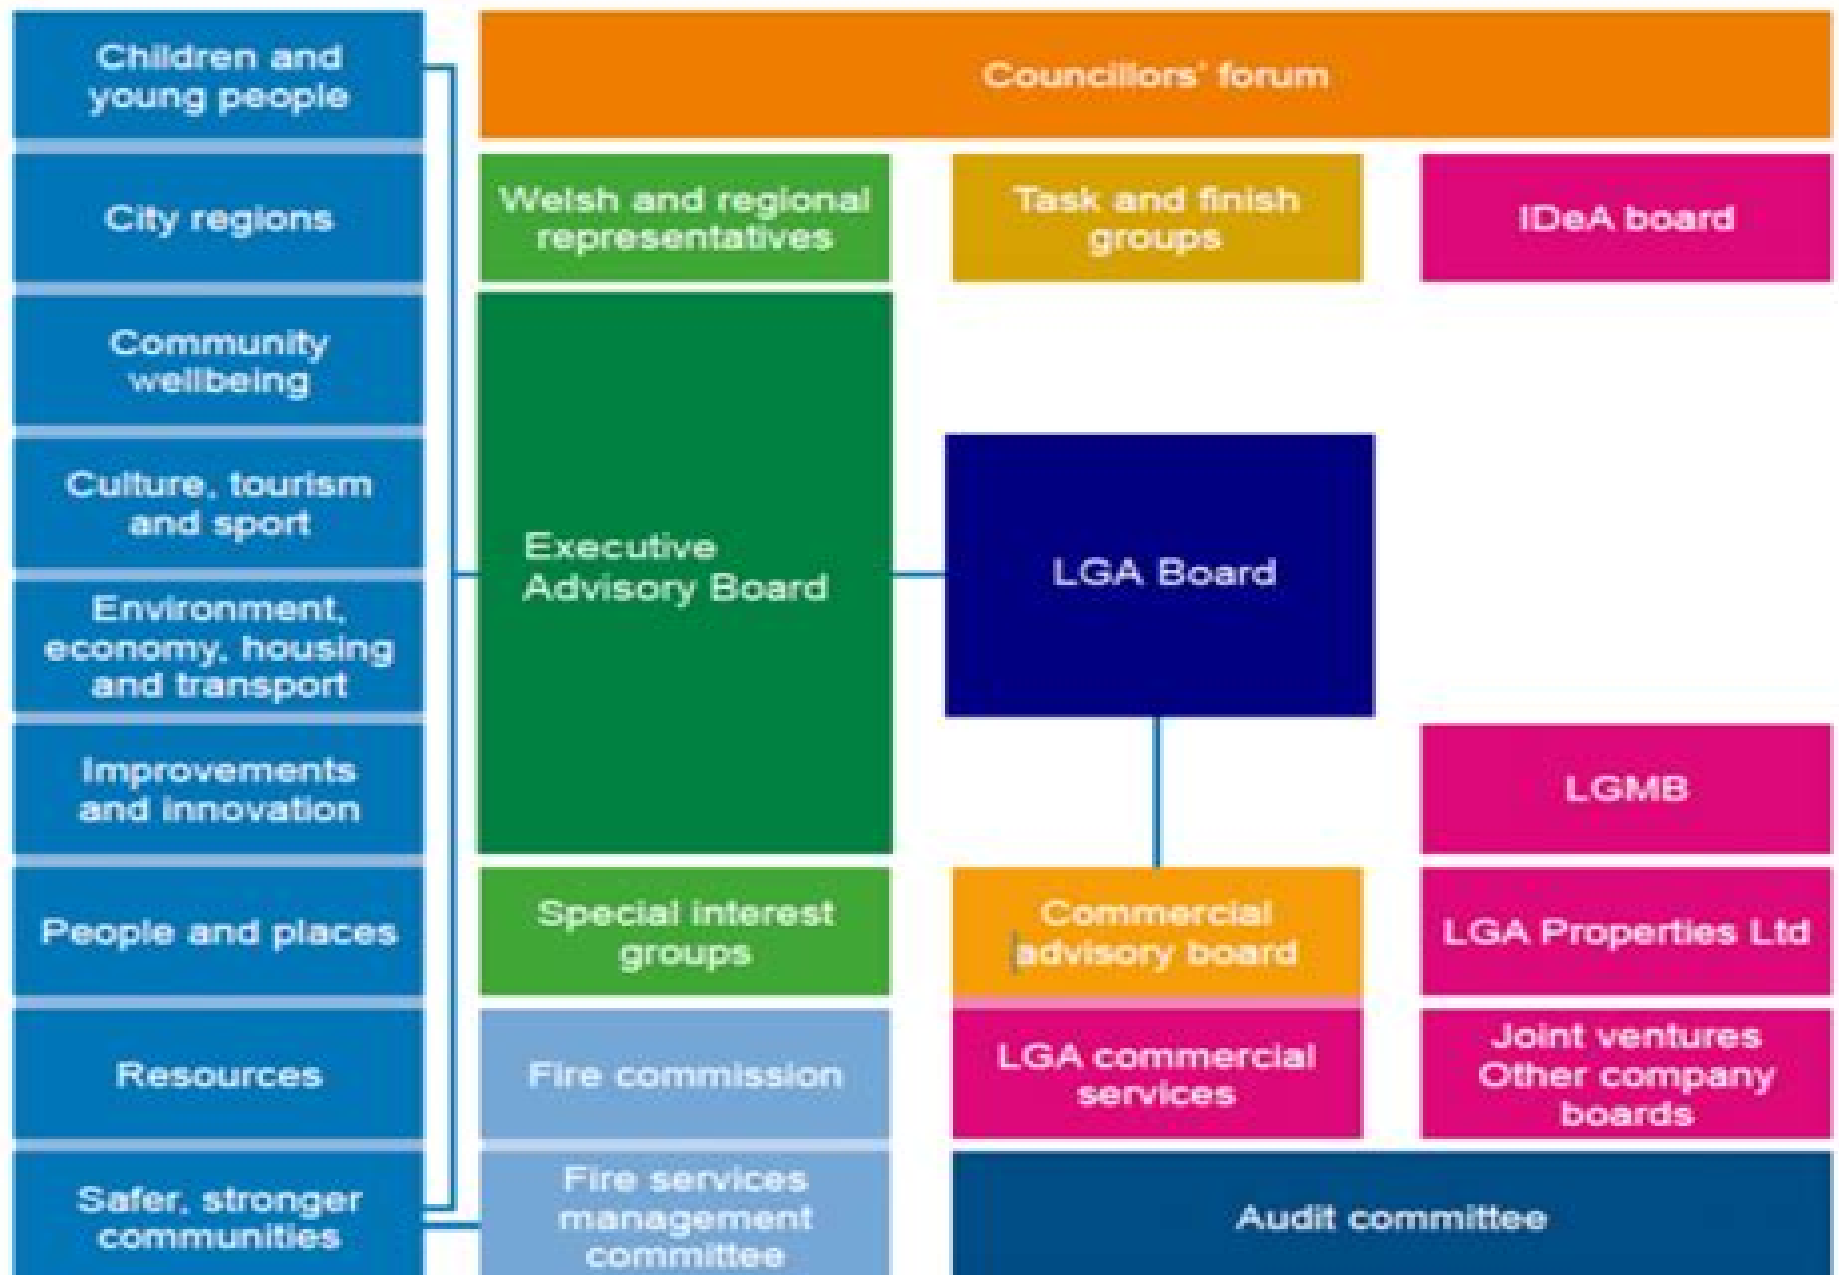 Children and
young people
City regions
Community
wellbeing
Culture, tourism
and sport
Environment,
economy, housing
and transport
Improvements
and innovation
People and places
Resources
Safer, stronger
communities
Councillors' forum
Welsh and regional
representatives
Task and finish
groups
IDeA board
Executive
Advisory Board
LGA Board
LGMB
Special interest
groups
Commercial
advisory board
LGA Properties Ltd
Fire commission
LGA commercial
services
Joint ventures
Other company
boards
Fire services
management
committee
Audit committee